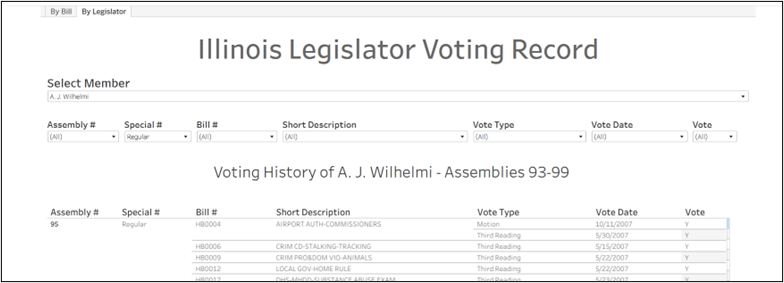 By Bill By Legislator
Illinois Legislator Voting Record
Select Member
A. J. Wilhelmi
Assembly # Special # Bill # Short Description Vote Type Vote Date Vote
(All) Regular (All) (All) (All) (All) (All)
Voting History of A. J. Wilhelmi - Assemblies 93-99
Assembly # Special # Bill # Short Description Vote Type Vote Date Vote
95 Regular HB0004 AIRPORT AUTH-COMMISSIONERS Motion 10/11/2007 Y
Third Reading 5/30/2007 Y
HB0006 CRIM CD-STALKING-TRACKING Third Reading 5/15/2007 Y
HB0009 CRIM PRO&DOM VIO-ANIMALS Third Reading 5/22/2007 Y
HB0012 LOCAL GOV-HOME RULE Third Reading 5/22/2007 Y
HB0017 DHS-MHDD-SUBSTANCE ABUSE EXAM Third Reading 5/23/2007 Y